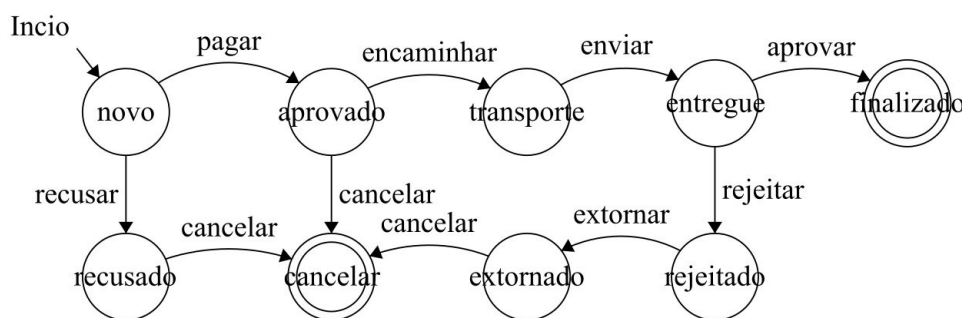 Incio
pagar
encaminhar
enviar
aprovar
novo
aprovado
transporte
entregue
finalizado
recusar
cancelar
cancelar
cancelar
extornar
rejeitar
recusado
cancelar
extornado
rejeitado